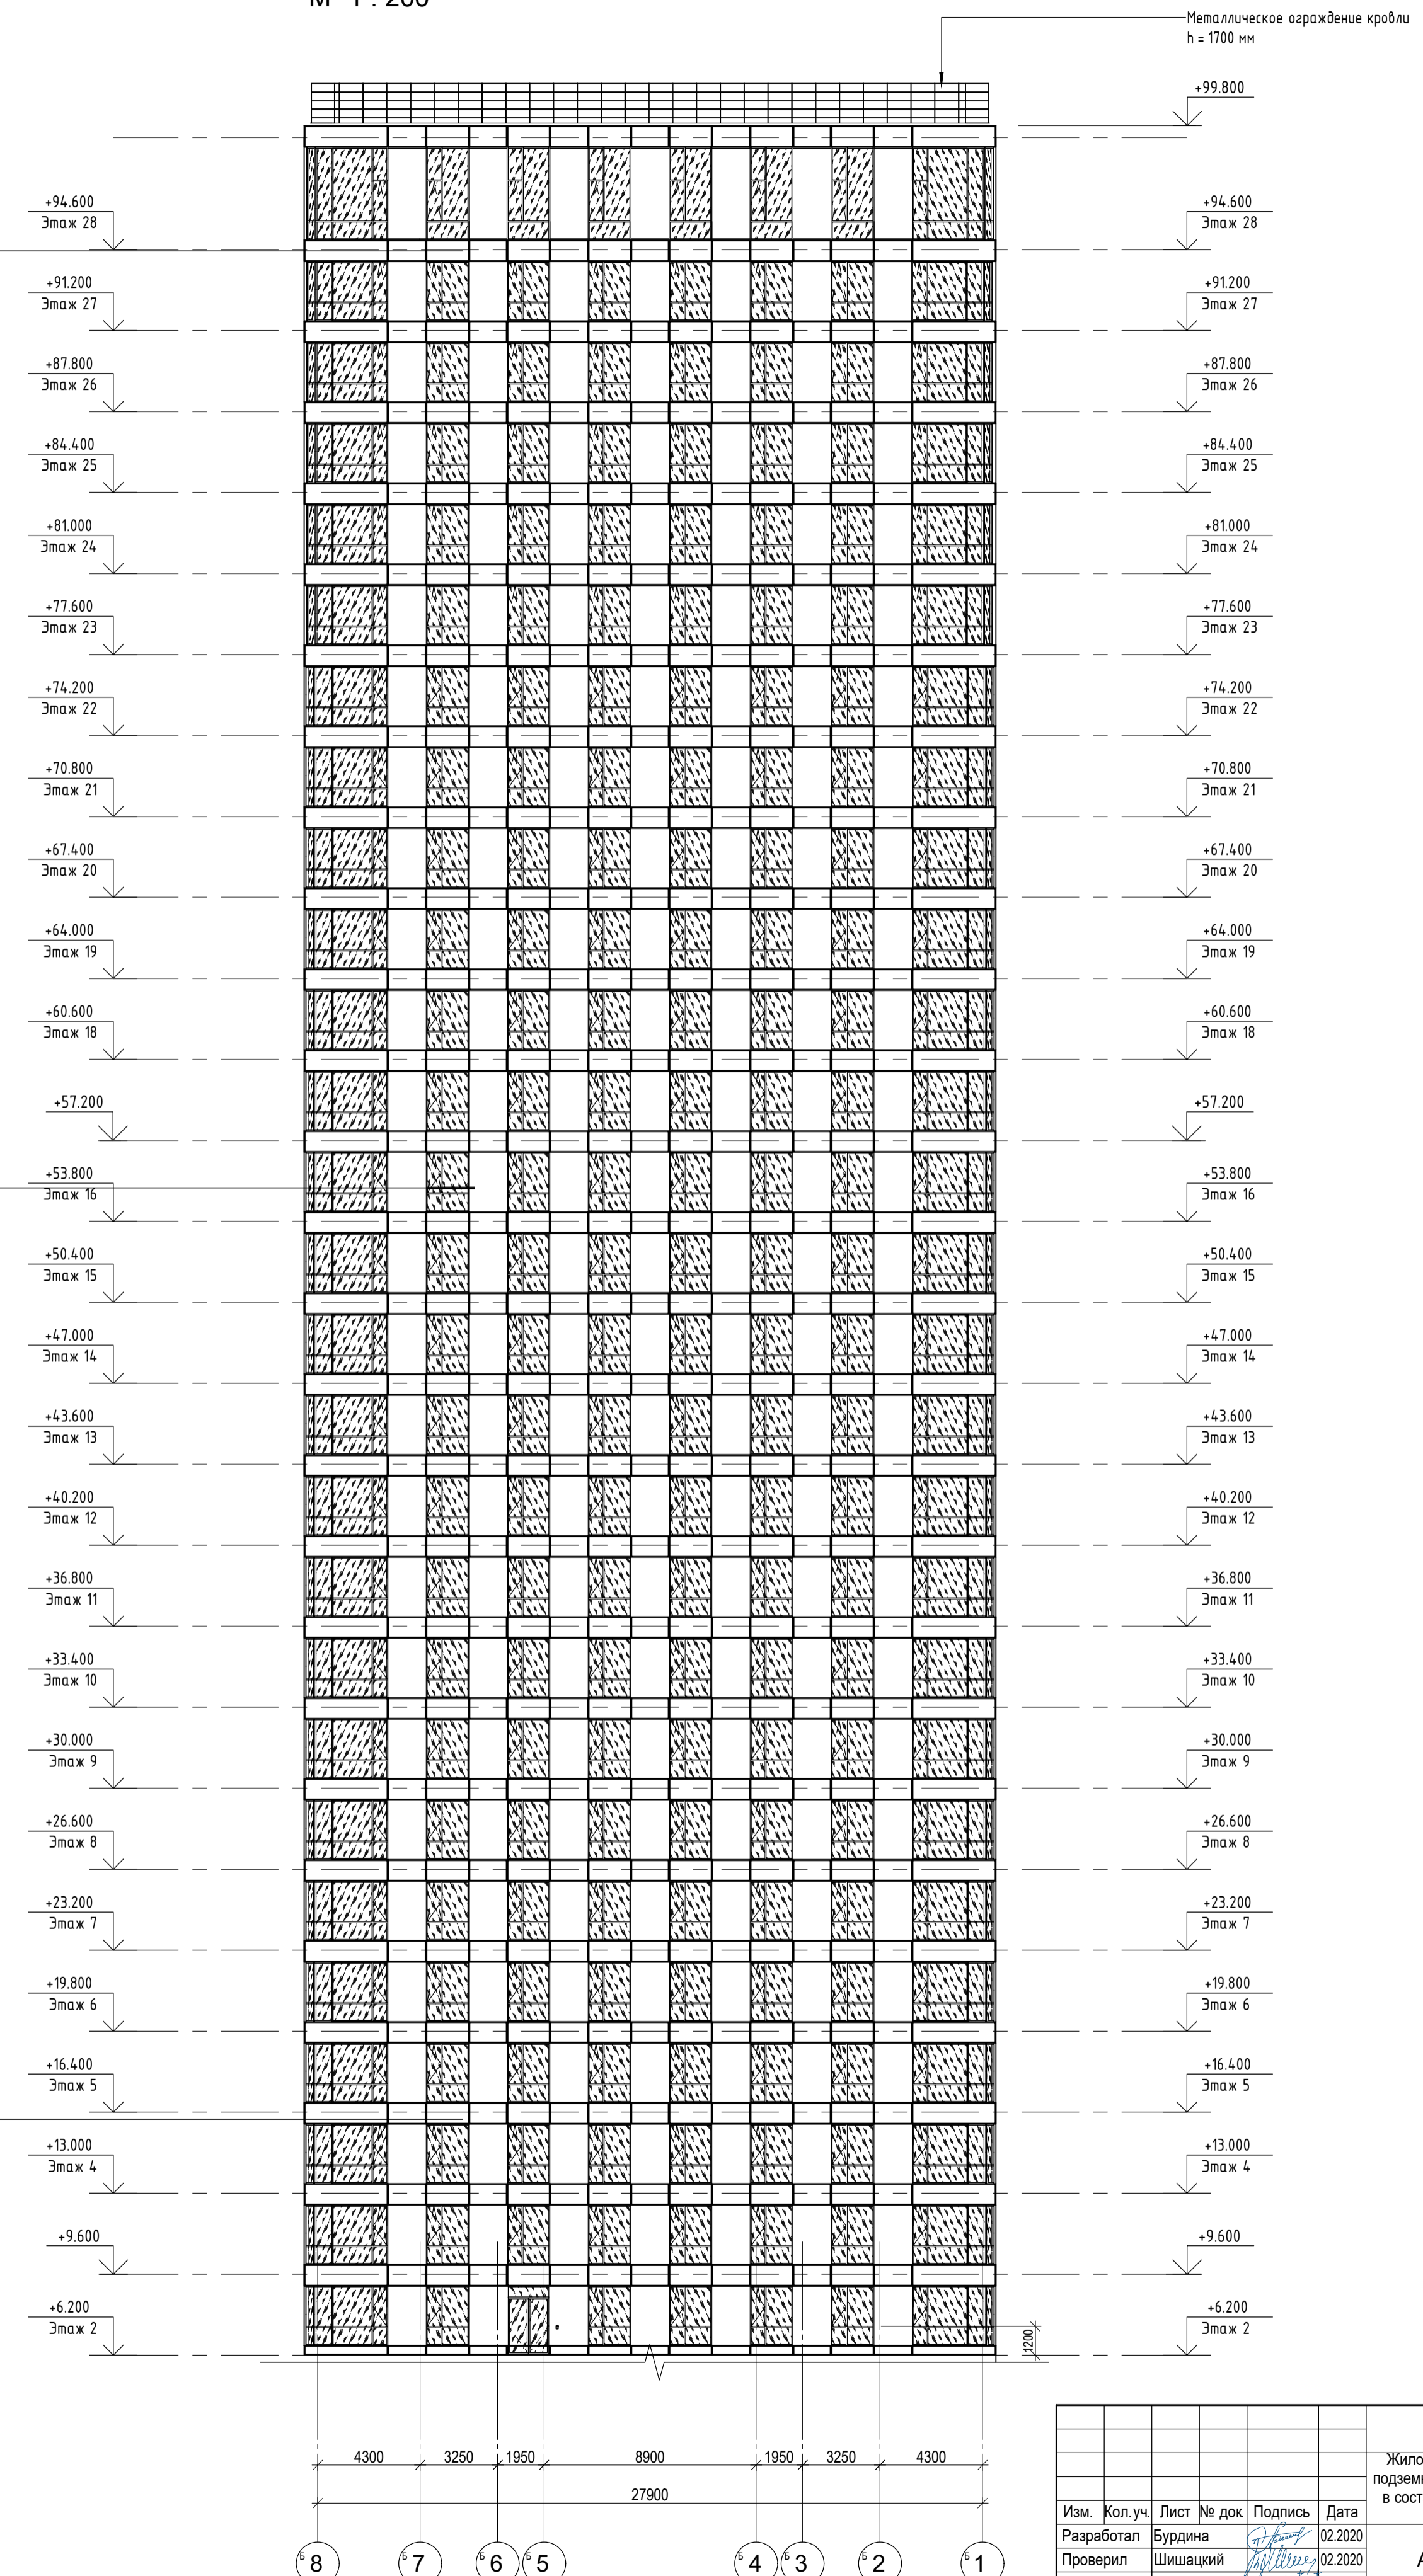 М 1 : 200
Металлическое ограждение кровли
h = 1700 мм
+99.800
+94.600
Этаж 28
+94.600
Этаж 28
+91.200
Этаж 27
+91.200
Этаж 27
+87.800
Этаж 26
+87.800
Этаж 26
+84.400
Этаж 25
+84.400
Этаж 25
+81.000
Этаж 24
+81.000
Этаж 24
+77.600
Этаж 23
+77.600
Этаж 23
+74.200
Этаж 22
+74.200
Этаж 22
+70.800
Этаж 21
+70.800
Этаж 21
+67.400
Этаж 20
+67.400
Этаж 20
+64.000
Этаж 19
+64.000
Этаж 19
+60.600
Этаж 18
+60.600
Этаж 18
+57.200
+57.200
+53.800
Этаж 16
+53.800
Этаж 16
+50.400
Этаж 15
+50.400
Этаж 15
+47.000
Этаж 14
+47.000
Этаж 14
+43.600
Этаж 13
+43.600
Этаж 13
+40.200
Этаж 12
+40.200
Этаж 12
+36.800
Этаж 11
+36.800
Этаж 11
+33.400
Этаж 10
+33.400
Этаж 10
+30.000
Этаж 9
+30.000
Этаж 9
+26.600
Этаж 8
+26.600
Этаж 8
+23.200
Этаж 7
+23.200
Этаж 7
+19.800
Этаж 6
+19.800
Этаж 6
+16.400
Этаж 5
+16.400
Этаж 5
+13.000
Этаж 4
+13.000
Этаж 4
+9.600
+9.600
+6.200
Этаж 2
+6.200
Этаж 2
1200
4300 3250 1950 8900 1950 3250 4300
27900
Б 8 Б 7 Б 6 Б 5 Б 4 Б 3 Б 2 Б 1
Жило
подземн
в сост
Изм. Кол.уч. Лист № док. Подпись Дата
Разработал Бурдина 02.2020
Проверил Шишацкий 02.2020